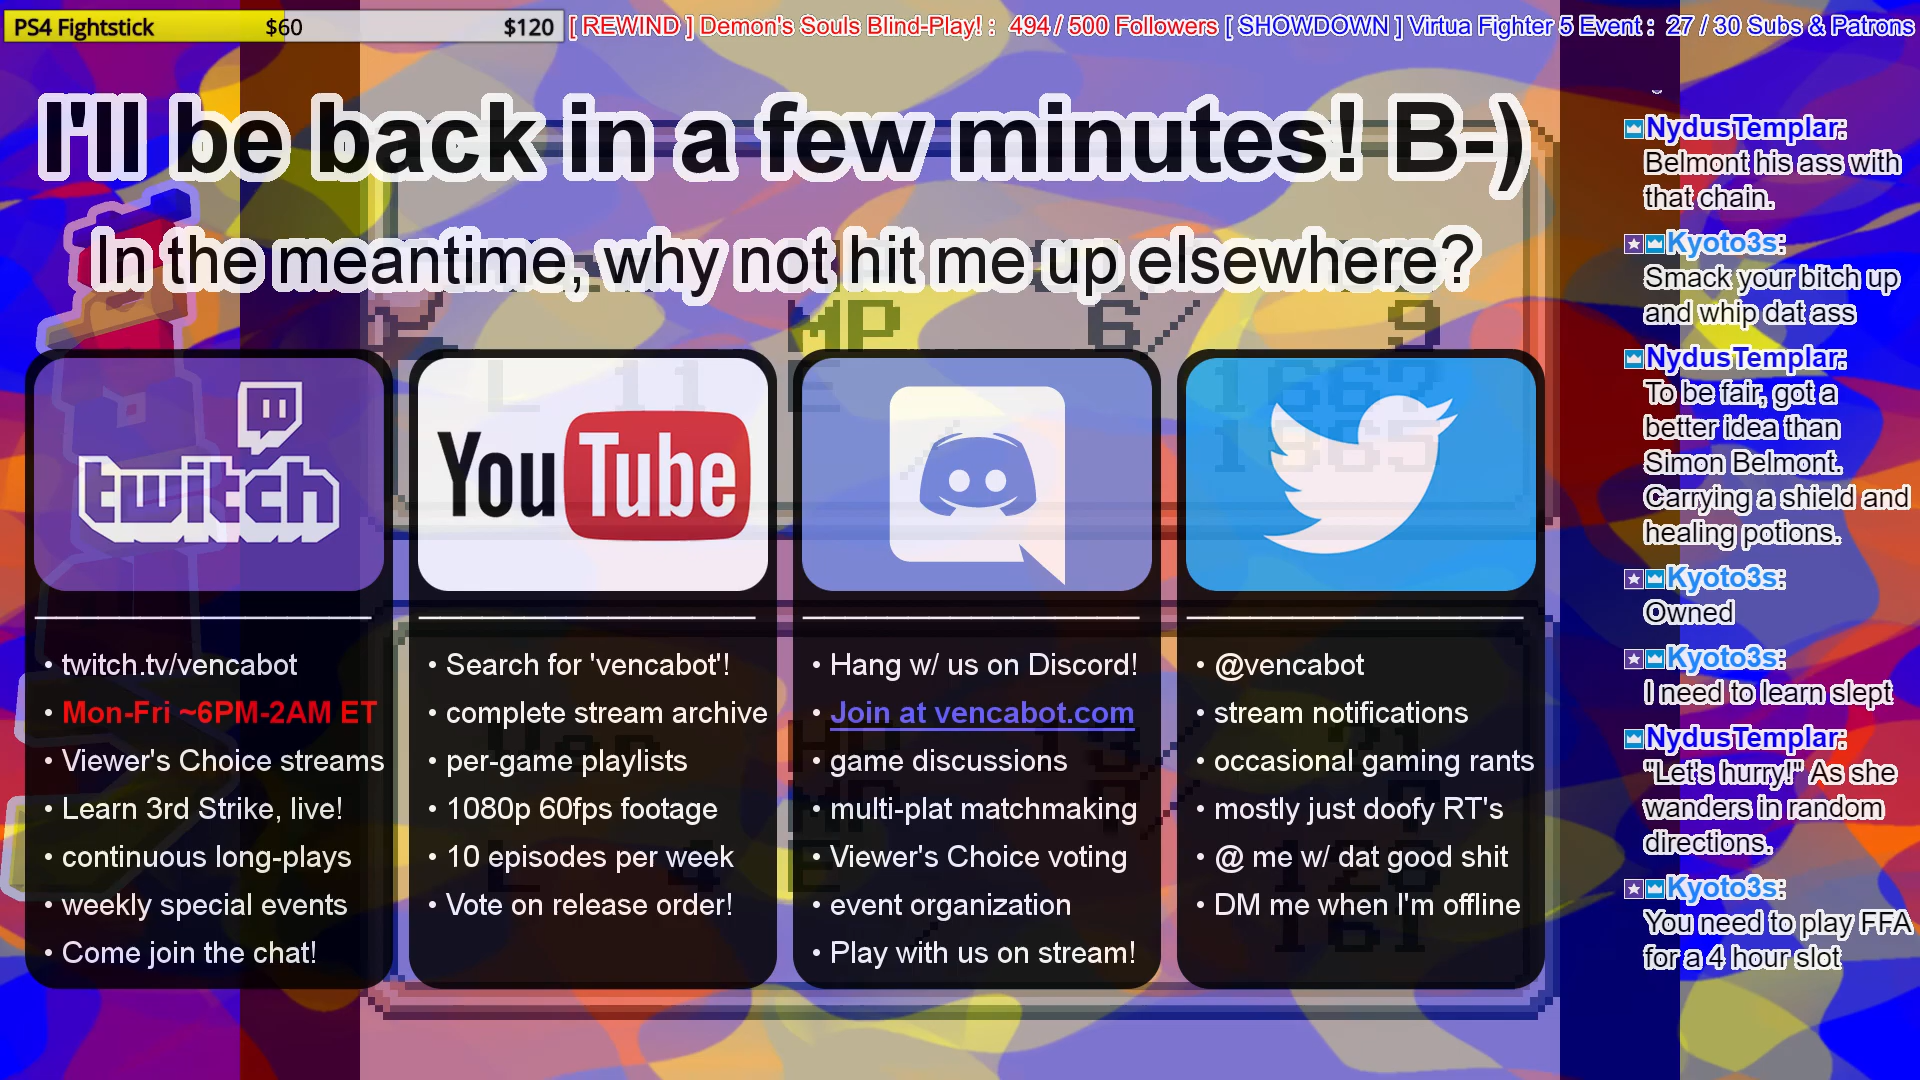 PS4 Fightstick $60 $120 [ REWIND ] Demon's Souls Blind-Play! : 494 / 500 Followers [ SHOWDOWN ] Virtua Fighter 5 Event : 27 / 30 Subs & Patrons
I'll be back in a few minutes! B-)
In the meantime, why not hit me up elsewhere?
MP 6/ 9
L 11 E 1667
1865
twitch
• twitch.tv/vencabot
• Mon-Fri ~6PM-2AM ET
• Viewer's Choice streams
• Learn 3rd Strike, live!
• continuous long-plays
• weekly special events
• Come join the chat!
YouTube
• Search for 'vencabot'!
• complete stream archive
• per-game playlists
• 1080p 60fps footage
• 10 episodes per week
• Vote on release order!
• Hang w/ us on Discord!
• Join at vencabot.com
• game discussions
• multi-plat matchmaking
• Viewer's Choice voting
• event organization
• Play with us on stream!
• @vencabot
• stream notifications
• occasional gaming rants
• mostly just doofy RT's
• @ me w/ dat good shit
• DM me when I'm offline
NydusTemplar:
Belmont his ass with
that chain.
Kyoto3s:
Smack your bitch up
and whip dat ass
NydusTemplar:
To be fair, got a
better idea than
Simon Belmont.
Carrying a shield and
healing potions.
Kyoto3s:
Owned
Kyoto3s:
I need to learn slept
NydusTemplar:
"Let's hurry!" As she
wanders in random
directions.
Kyoto3s:
You need to play FFA
for a 4 hour slot